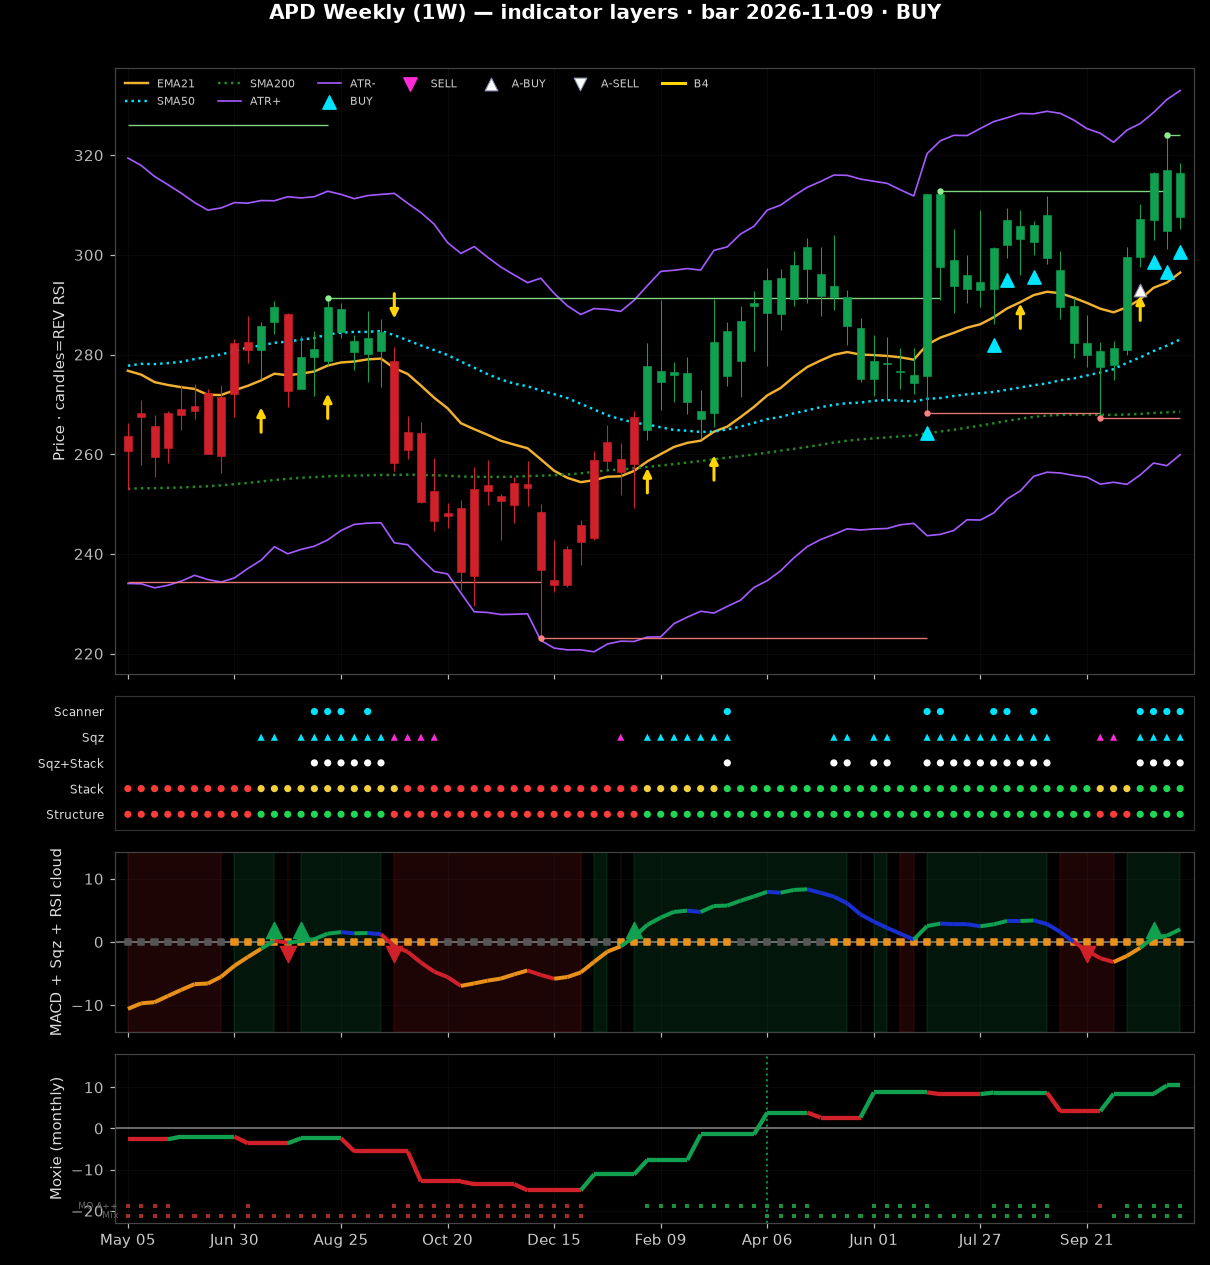 APD Weekly (1W) — indicator layers · bar 2026-11-09 · BUY
EMA21 SMA200 ATR- SELL A-BUY A-SELL B4
SMA50 ATR+ BUY
Price · candles=REV RSI
320
300
280
260
240
220
Scanner
Sqz
Sqz+Stack
Stack
Structure
MACD + Sqz + RSI cloud
10
0
−10
Moxie (monthly)
10
0
−10
−20
May 05 Jun 30 Aug 25 Oct 20 Dec 15 Feb 09 Apr 06 Jun 01 Jul 27 Sep 21